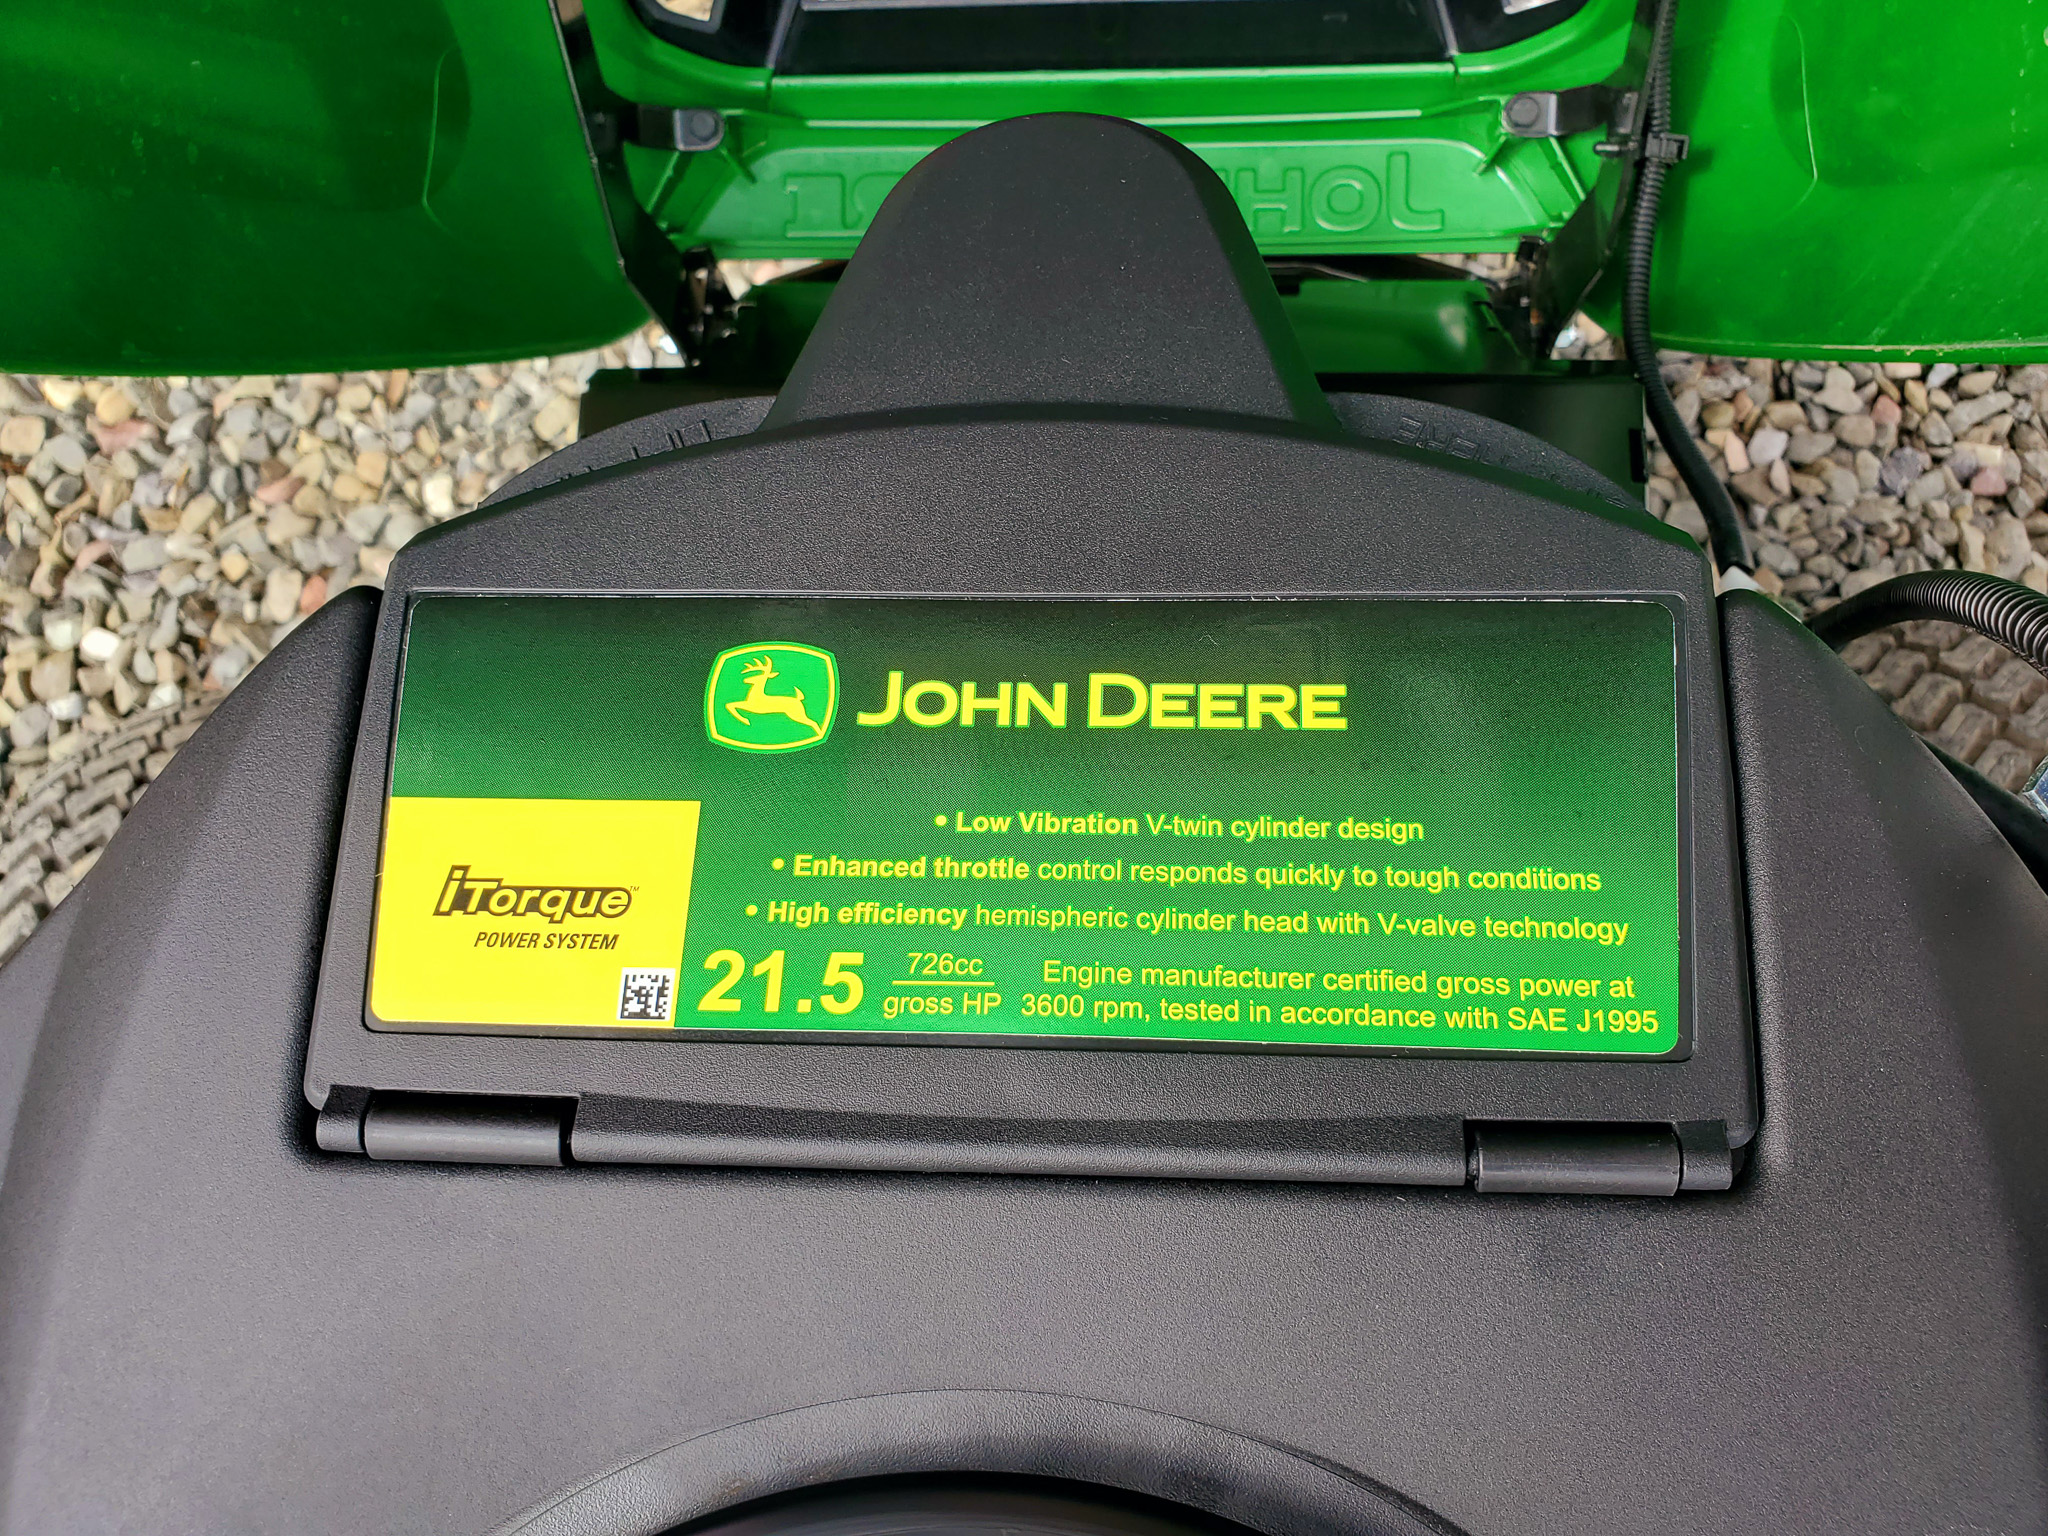 JOHN DEERE
• Low Vibration V-twin cylinder design
• Enhanced throttle control responds quickly to tough conditions
• High efficiency hemispheric cylinder head with V-valve technology
iTorque™
POWER SYSTEM
21.5 726cc
gross HP
Engine manufacturer certified gross power at
3600 rpm, tested in accordance with SAE J1995